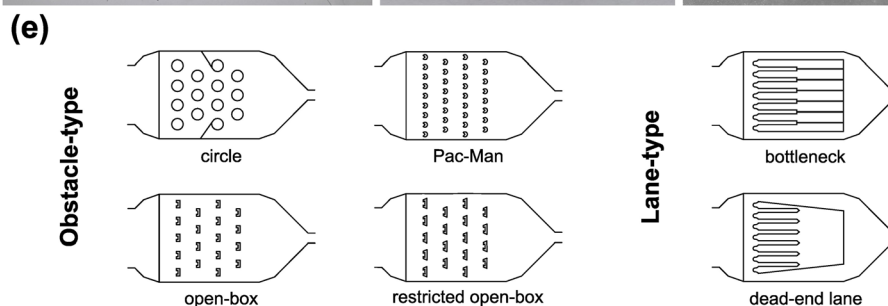 (e)
Obstacle-type
circle
Pac-Man
open-box
restricted open-box
Lane-type
bottleneck
dead-end lane